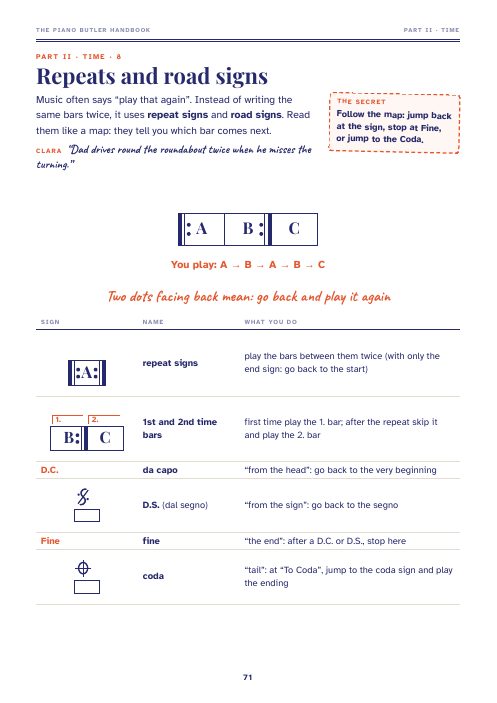 THE PIANO BUTLER HANDBOOK
PART II · TIME
PART II · TIME · 8
Repeats and road signs
Music often says “play that again”. Instead of writing the
same bars twice, it uses repeat signs and road signs. Read
them like a map: they tell you which bar comes next.
CLARA “Dad drives round the roundabout twice when he misses the
turning.”
THE SECRET
Follow the map: jump back
at the sign, stop at Fine,
or jump to the Coda.
A B C
You play: A → B → A → B → C
Two dots facing back mean: go back and play it again
SIGN NAME WHAT YOU DO
A
repeat signs
play the bars between them twice (with only the
end sign: go back to the start)
1. 2.
B C
1st and 2nd time
bars
first time play the 1. bar; after the repeat skip it
and play the 2. bar
D.C. da capo “from the head”: go back to the very beginning
D.S. (dal segno) “from the sign”: go back to the segno
Fine fine “the end”: after a D.C. or D.S., stop here
coda
“tail”: at “To Coda”, jump to the coda sign and play
the ending
71